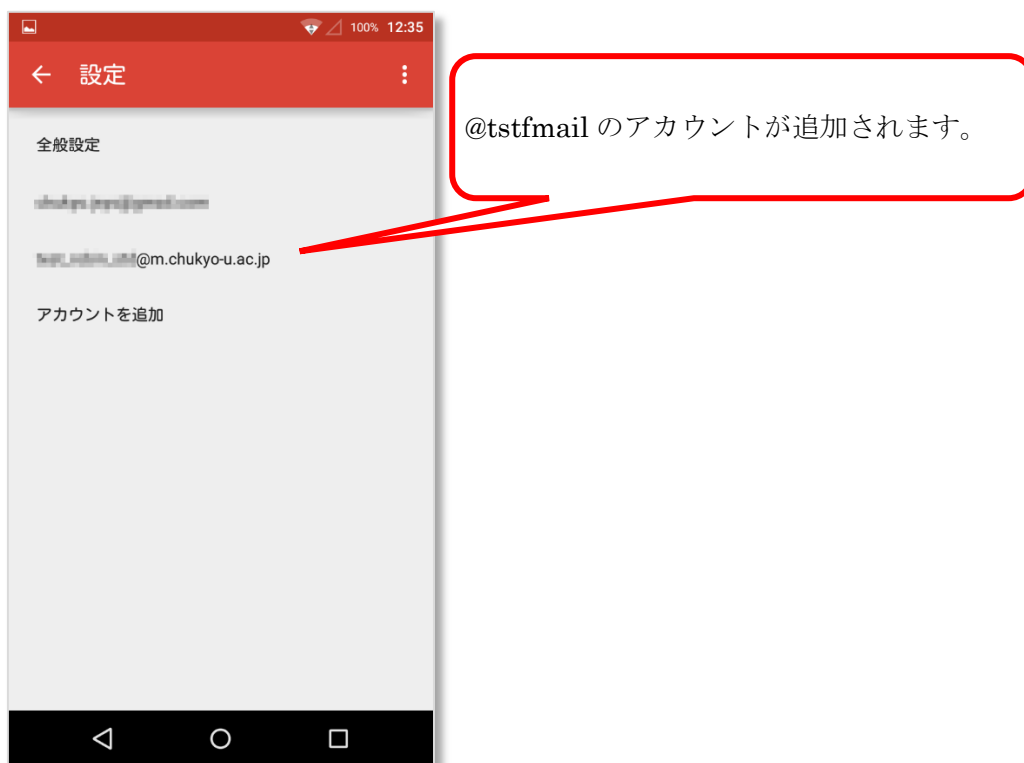 100% 12:35
設定
全般設定
@m.chukyo-u.ac.jp
アカウントを追加
@tstfmail のアカウントが追加されます。